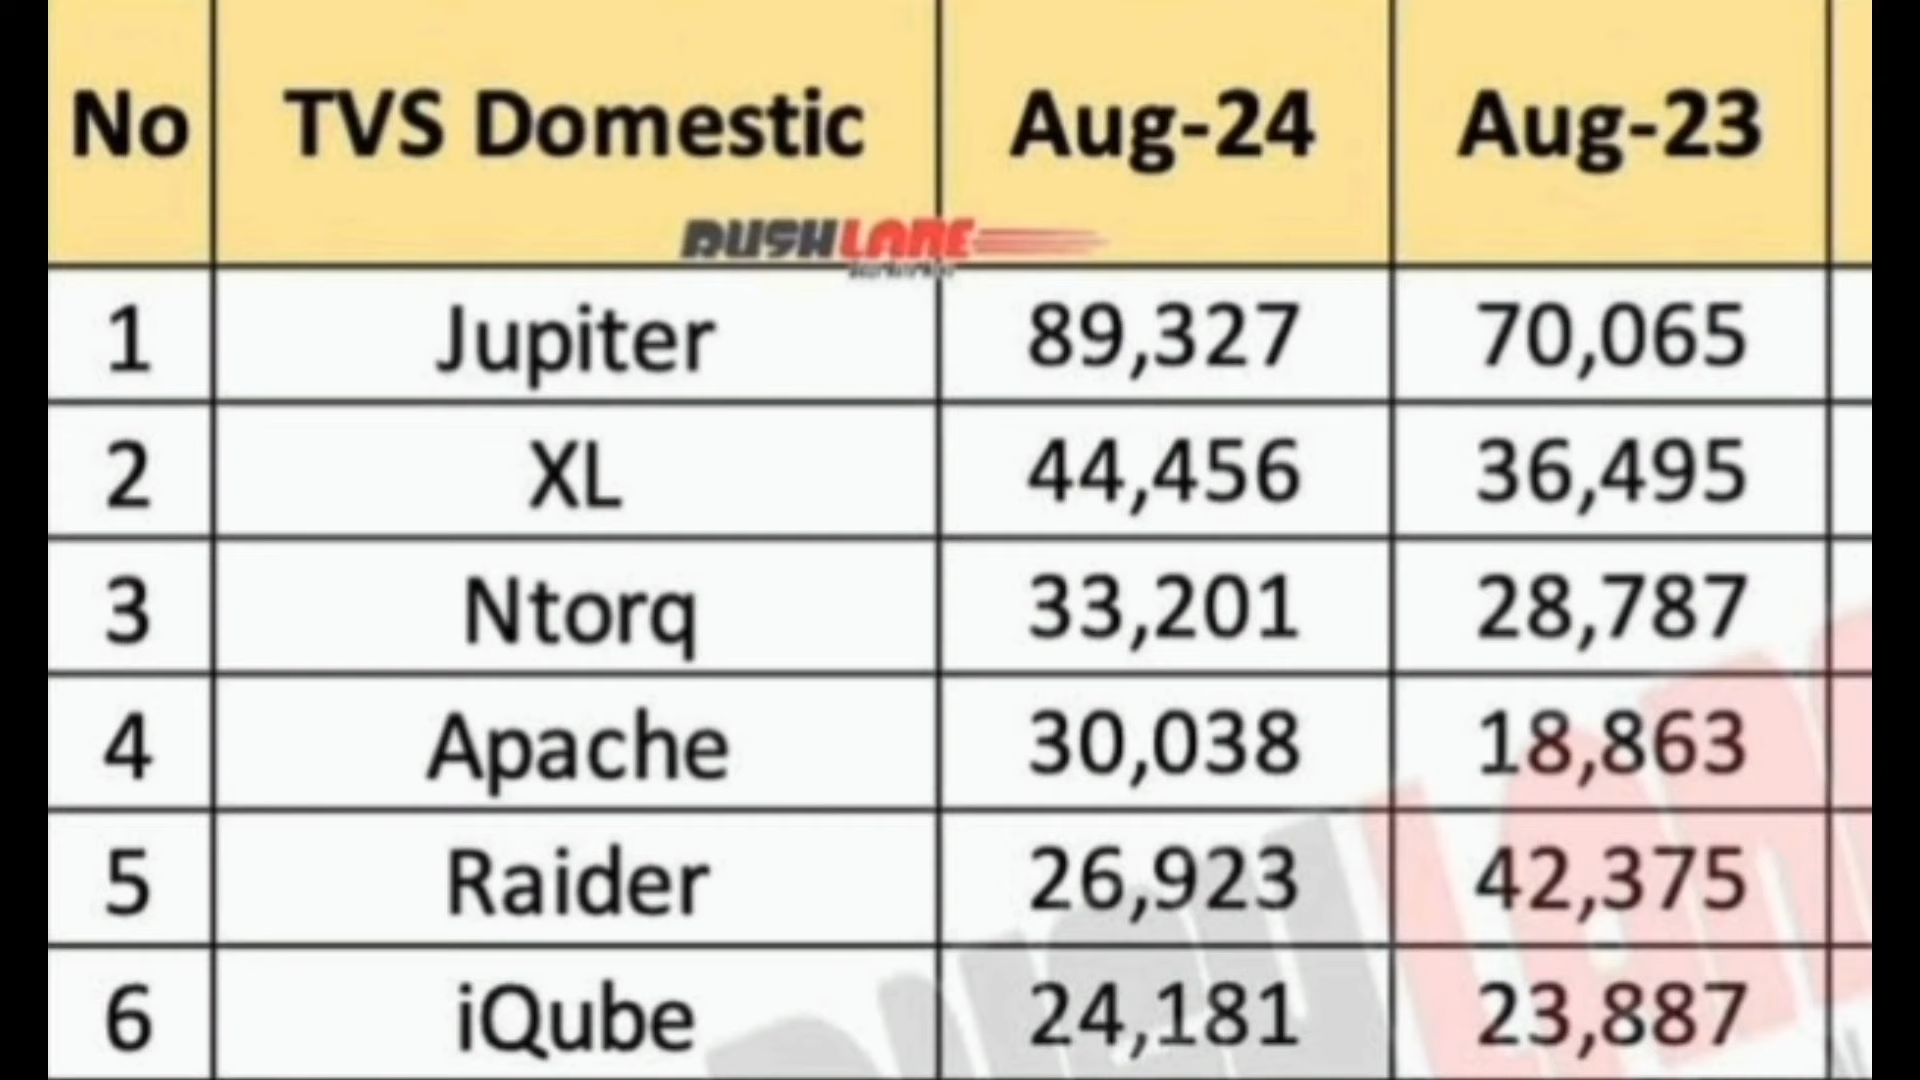 No TVS Domestic Aug-24 Aug-23
RUSHLANE
1 Jupiter 89,327 70,065
2 XL 44,456 36,495
3 Ntorq 33,201 28,787
4 Apache 30,038 18,863
5 Raider 26,923 42,375
6 iQube 24,181 23,887